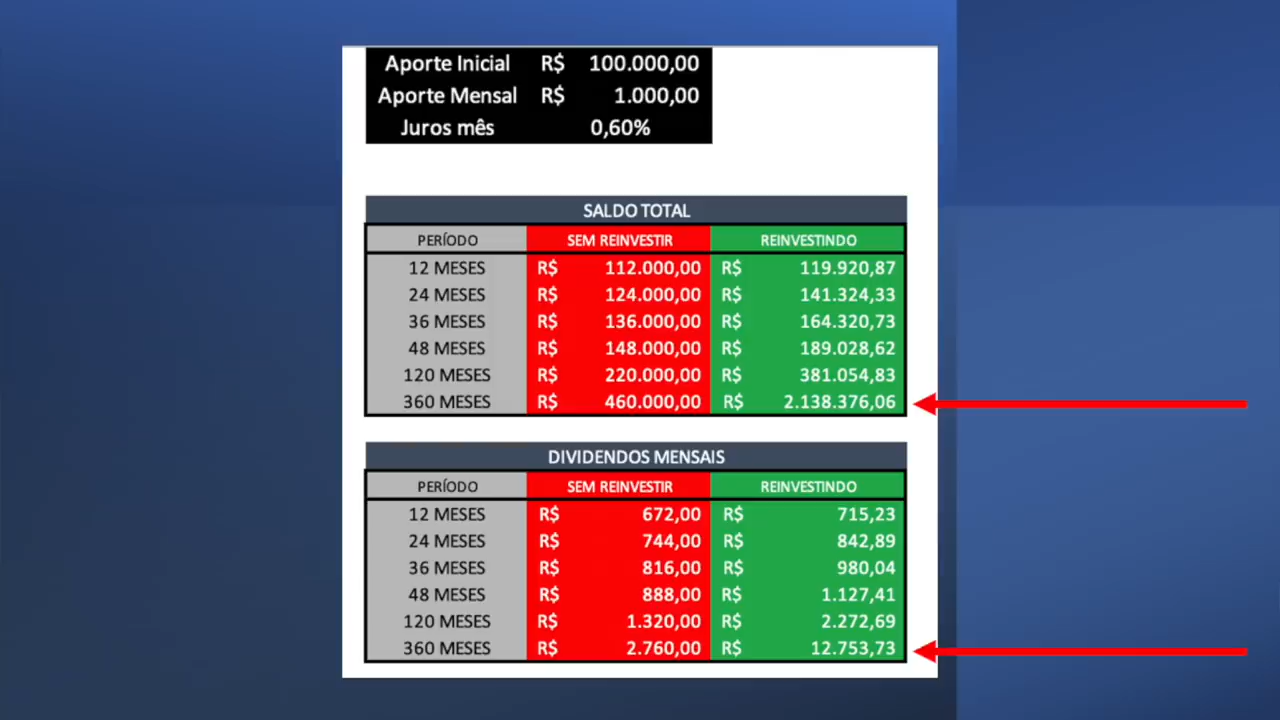 Aporte Inicial R$ 100.000,00
Aporte Mensal R$ 1.000,00
Juros mês 0,60%
SALDO TOTAL
PERÍODO SEM REINVESTIR REINVESTINDO
12 MESES R$ 112.000,00 R$ 119.920,87
24 MESES R$ 124.000,00 R$ 141.324,33
36 MESES R$ 136.000,00 R$ 164.320,73
48 MESES R$ 148.000,00 R$ 189.028,62
120 MESES R$ 220.000,00 R$ 381.054,83
360 MESES R$ 460.000,00 R$ 2.138.376,06
DIVIDENDOS MENSAIS
PERÍODO SEM REINVESTIR REINVESTINDO
12 MESES R$ 672,00 R$ 715,23
24 MESES R$ 744,00 R$ 842,89
36 MESES R$ 816,00 R$ 980,04
48 MESES R$ 888,00 R$ 1.127,41
120 MESES R$ 1.320,00 R$ 2.272,69
360 MESES R$ 2.760,00 R$ 12.753,73